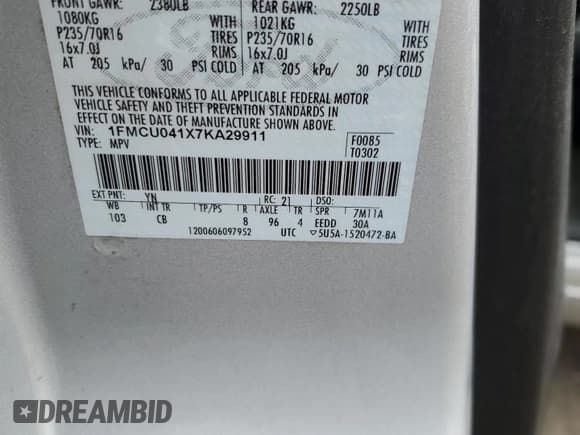 FRONT GAWR: 2380LB REAR GAWR: 2250LB
1080KG WITH 1021KG WITH
P235/70R16 TIRES P235/70R16 TIRES
16x7.0J RIMS 16x7.0J RIMS
AT 205 kPa/ 30 PSI COLD AT 205 kPa/ 30 PSI COLD
THIS VEHICLE CONFORMS TO ALL APPLICABLE FEDERAL MOTOR
VEHICLE SAFETY AND THEFT PREVENTION STANDARDS IN
EFFECT ON THE DATE OF MANUFACTURE SHOWN ABOVE.
VIN: 1FMCU041X7KA29911
TYPE: MPV
F0085
T0302
EXT PNT: YN RC: 21 DSO:
WB INT TR TP/PS R AXLE TR SPR 7M11A
103 CB 8 96 4 EEDD 30A
1200606097952 UTC ▽5U5A-1520472-BA
DREAMBID